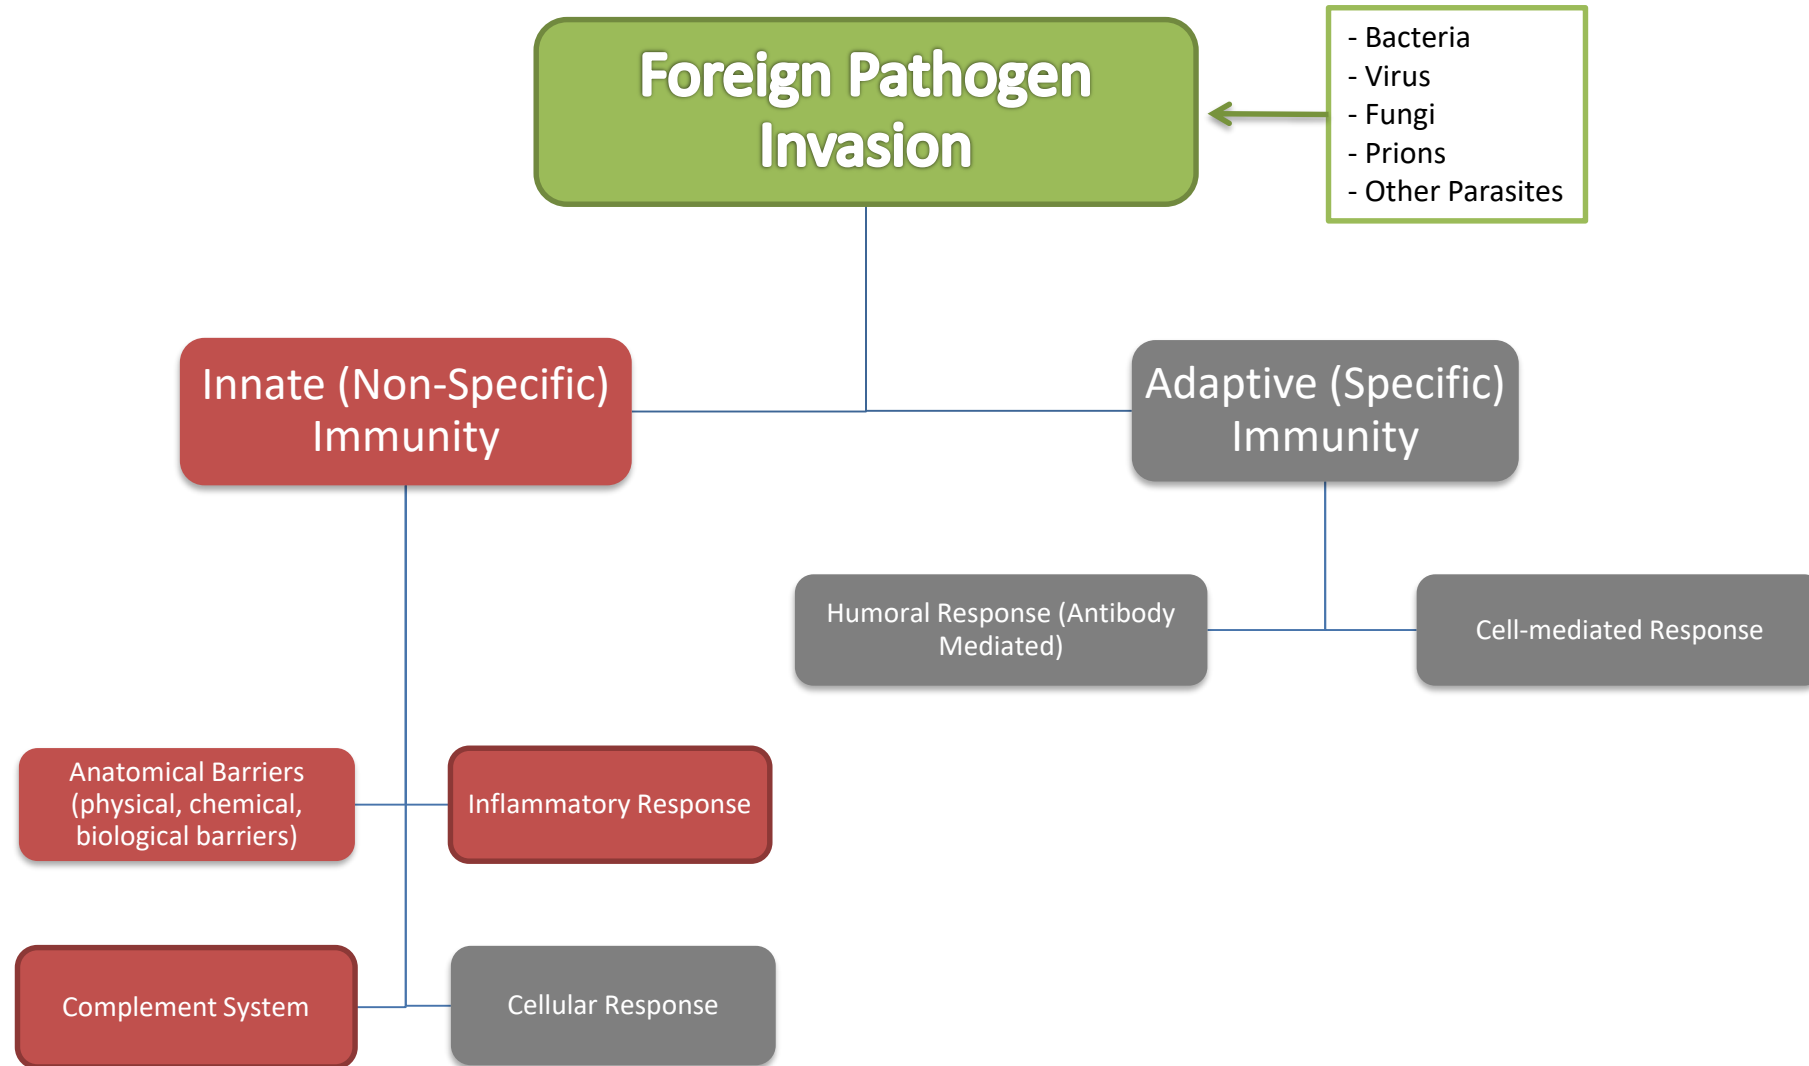 Foreign Pathogen
Invasion
- Bacteria
- Virus
- Fungi
- Prions
- Other Parasites
Innate (Non-Specific)
Immunity
Adaptive (Specific)
Immunity
Humoral Response (Antibody
Mediated)
Cell-mediated Response
Anatomical Barriers
(physical, chemical,
biological barriers)
Inflammatory Response
Complement System
Cellular Response